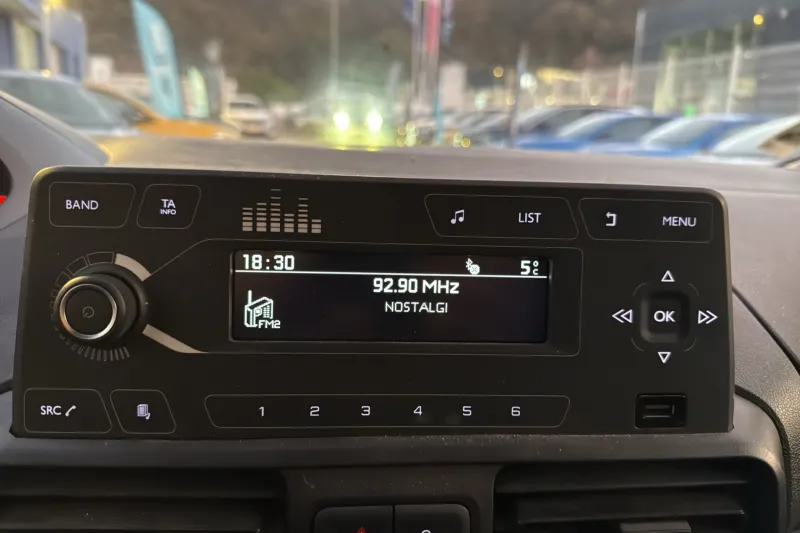 BAND
TA
INFO
LIST
MENU
18:30
5°C
92.90 MHz
NOSTALGI
FM2
OK
SRC
1 2 3 4 5 6